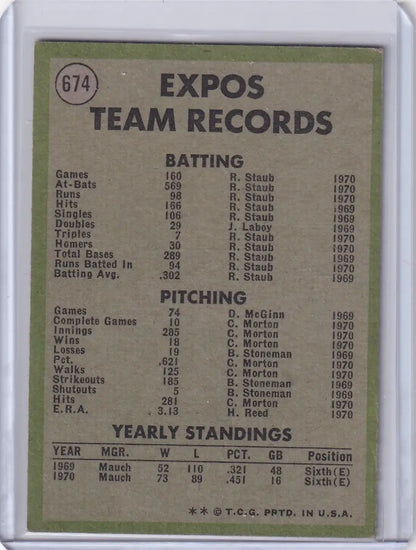 674
EXPOS
TEAM RECORDS
BATTING
Games 160 R. Staub 1970
At-Bats 569 R. Staub 1970
Runs 98 R. Staub 1970
Hits 166 R. Staub 1969
Singles 106 R. Staub 1969
Doubles 29 J. Laboy 1969
Triples 7 R. Staub 1970
Homers 30 R. Staub 1970
Total Bases 289 R. Staub 1969
Runs Batted In 94 R. Staub 1970
Batting Avg. .302 R. Staub 1969
PITCHING
Games 74 D. McGinn 1969
Complete Games 10 C. Morton 1970
Innings 285 C. Morton 1970
Wins 18 C. Morton 1970
Losses 19 B. Stoneman 1969
Pct. .621 C. Morton 1970
Walks 125 C. Morton 1970
Strikeouts 185 B. Stoneman 1969
Shutouts 5 B. Stoneman 1969
Hits 281 C. Morton 1970
E.R.A. 3.13 H. Reed 1970
YEARLY STANDINGS
YEAR MGR. W L PCT. GB Position
1969 Mauch 52 110 .321 48 Sixth(E)
1970 Mauch 73 89 .451 16 Sixth(E)
** © T.C.G. PRTD. IN U.S.A.